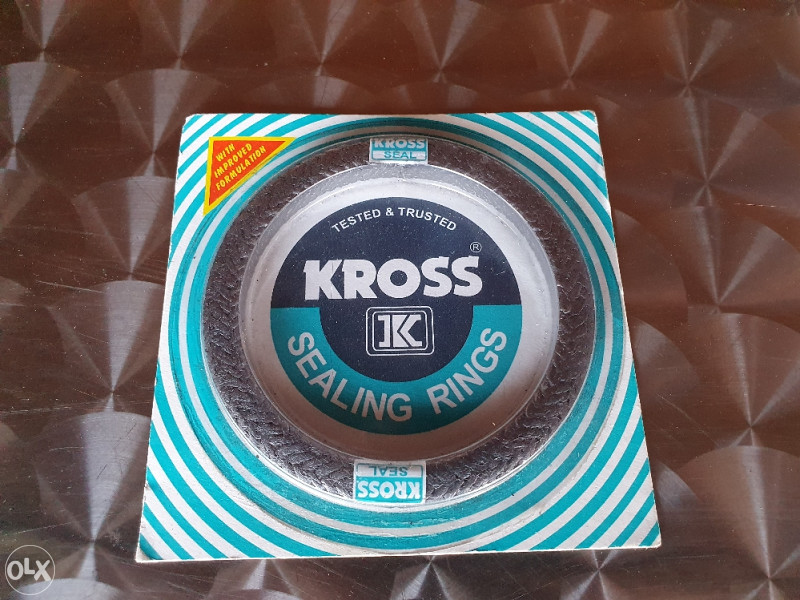 WITH
IMPROVED
FORMULATION
KROSS
SEAL
TESTED & TRUSTED
KROSS ®
K
SEALING RINGS
KROSS
SEAL
OLX